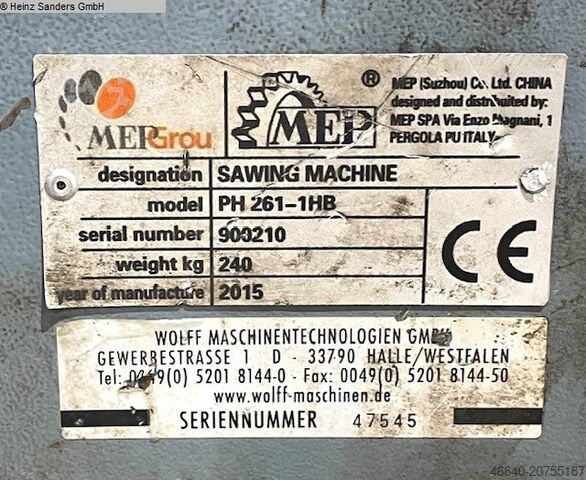 © Heinz Sanders GmbH
MEPGrou
MEP ®
MEP (Suzhou) Co. Ltd. CHINA
designed and distributed by:
MEP SPA Via Enzo Magnani, 1
PERGOLA PU ITALY
designation SAWING MACHINE
model PH 261-1HB
serial number 900210
weight kg 240
year of manufacture 2015
CE
WOLFF MASCHINENTECHNOLOGIEN GMBH
GEWERBESTRASSE 1 D - 33790 HALLE/WESTFALEN
Tel: 0049(0) 5201 8144-0 - Fax: 0049(0) 5201 8144-50
www.wolff-maschinen.de
SERIENNUMMER 47545
46640-20755187